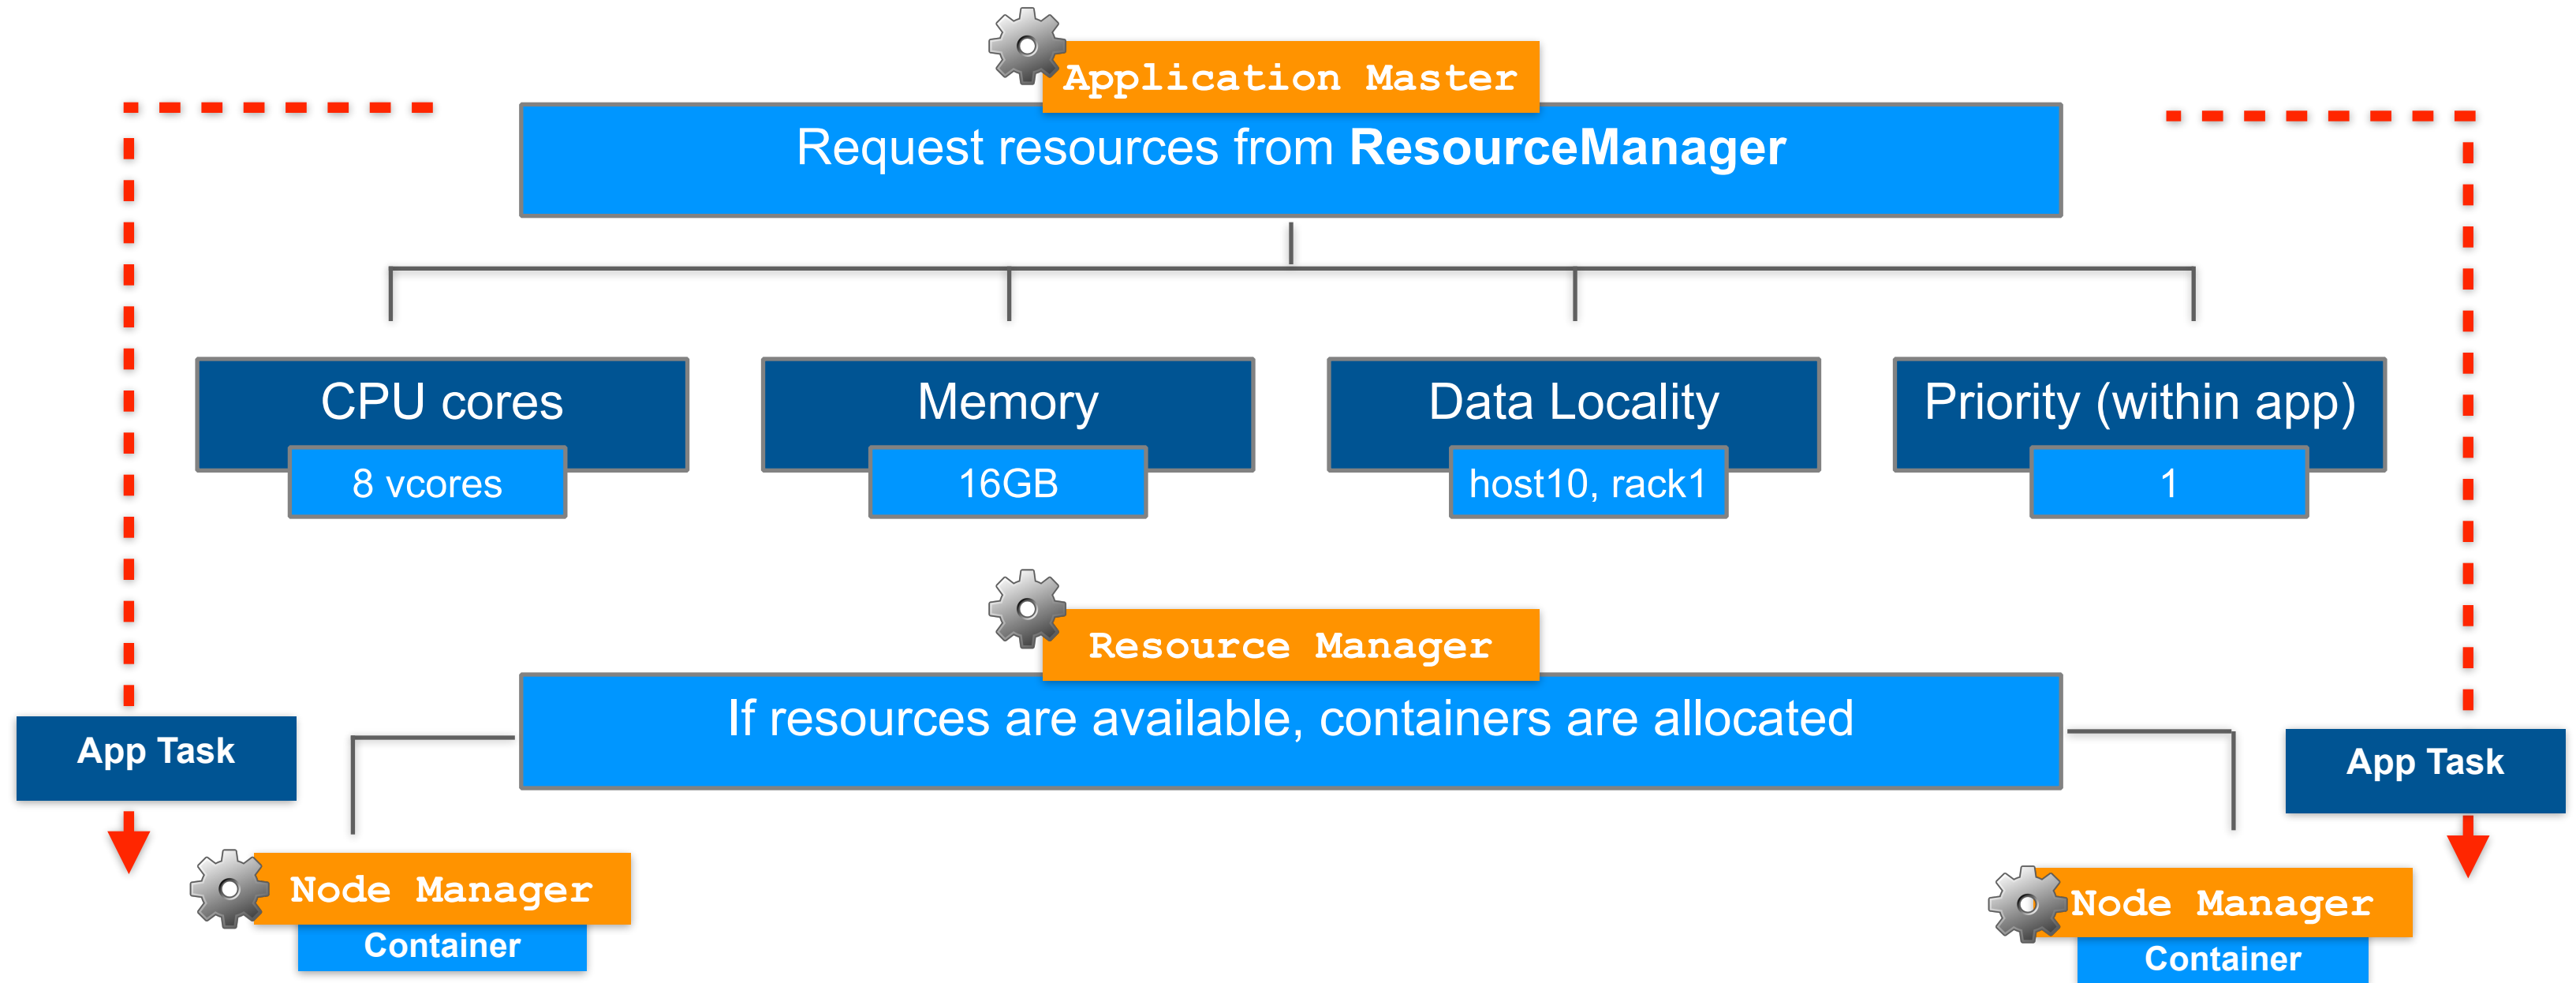 Application Master
Request resources from ResourceManager
CPU cores
8 vcores
Memory
16GB
Data Locality
host10, rack1
Priority (within app)
1
Resource Manager
If resources are available, containers are allocated
App Task
App Task
Node Manager
Container
Node Manager
Container